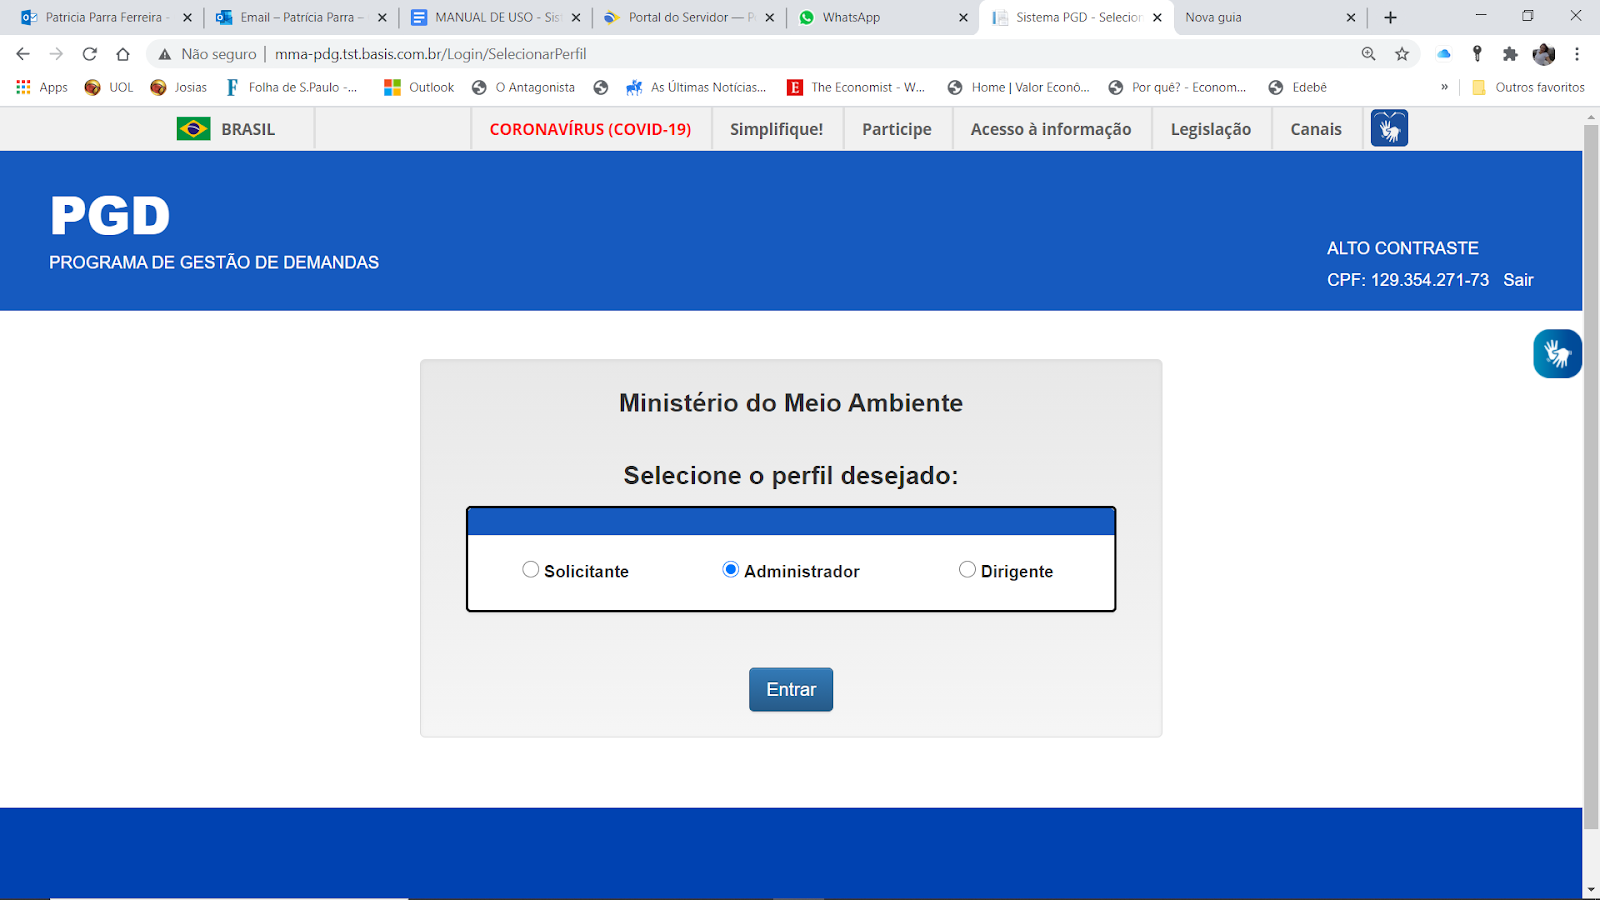 Patricia Parra Ferreira -
Email – Patrícia Parra –
MANUAL DE USO - Sis
Portal do Servidor — P
WhatsApp
Sistema PGD - Selecion
Nova guia
Não seguro | mma-pdg.tst.basis.com.br/Login/SelecionarPerfil
Apps
UOL
Josias
Folha de S.Paulo -...
Outlook
O Antagonista
As Últimas Notícias...
The Economist - W...
Home | Valor Econô...
Por quê? - Econom...
Edebê
»
Outros favoritos
BRASIL
CORONAVÍRUS (COVID-19)
Simplifique!
Participe
Acesso à informação
Legislação
Canais
PGD
PROGRAMA DE GESTÃO DE DEMANDAS
ALTO CONTRASTE
CPF: 129.354.271-73 Sair
Ministério do Meio Ambiente
Selecione o perfil desejado:
Solicitante
Administrador
Dirigente
Entrar